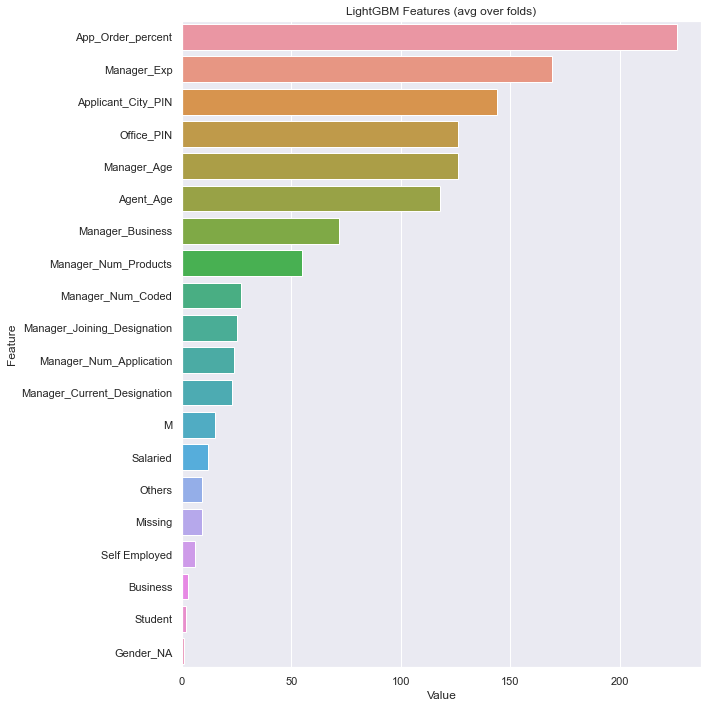 LightGBM Features (avg over folds)
App_Order_percent
Manager_Exp
Applicant_City_PIN
Office_PIN
Manager_Age
Agent_Age
Manager_Business
Manager_Num_Products
Manager_Num_Coded
Manager_Joining_Designation
Manager_Num_Application
Manager_Current_Designation
M
Salaried
Others
Missing
Self Employed
Business
Student
Gender_NA
Feature
0 50 100 150 200
Value